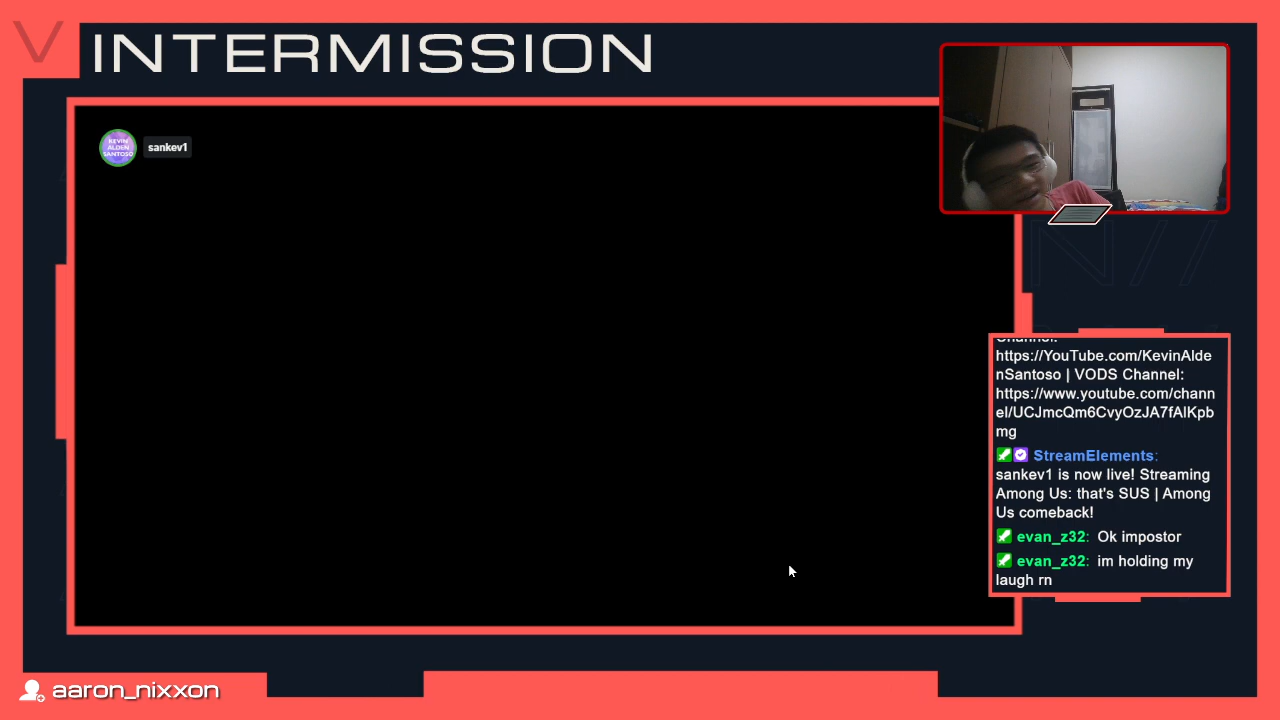 V INTERMISSION
KEVIN
ALDEN
SANTOSO
sankev1
Channel:
https://YouTube.com/KevinAlde
nSantoso | VODS Channel:
https://www.youtube.com/chann
el/UCJmcQm6CvyOzJA7fAlKpb
mg
StreamElements:
sankev1 is now live! Streaming
Among Us: that's SUS | Among
Us comeback!
evan_z32: Ok impostor
evan_z32: im holding my
laugh rn
aaron_nixxon